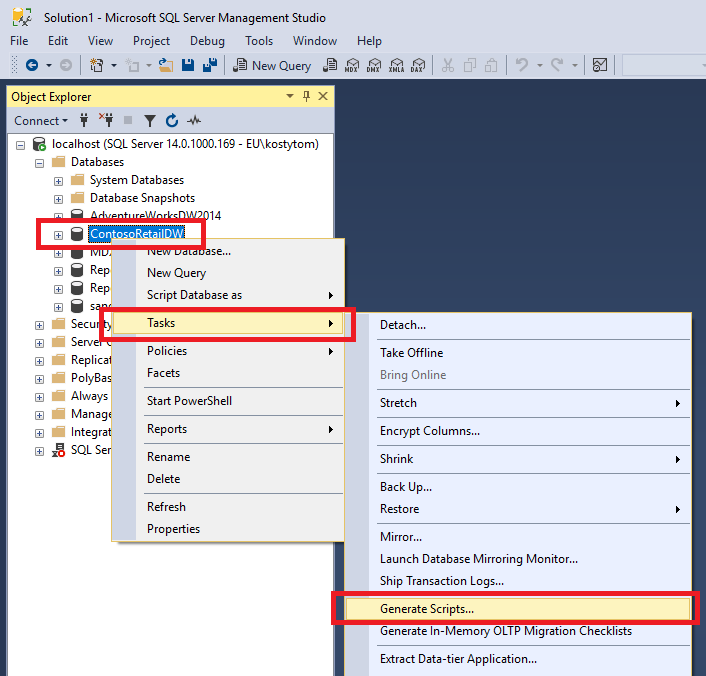 Solution1 - Microsoft SQL Server Management Studio
File Edit View Project Debug Tools Window Help
New Query MDX DMX XMLA DAX
Object Explorer
Connect
localhost (SQL Server 14.0.1000.169 - EU\kostytom)
Databases
System Databases
Database Snapshots
AdventureWorksDW2014
ContosoRetailDW
New Database...
New Query
Script Database as
Tasks
Policies
Facets
Start PowerShell
Reports
Rename
Delete
Refresh
Properties
MD
Rep
Rep
san
Security
Server
Replicat
PolyBas
Always
Manage
Integrat
SQL Ser
Detach...
Take Offline
Bring Online
Stretch
Encrypt Columns...
Shrink
Back Up...
Restore
Mirror...
Launch Database Mirroring Monitor...
Ship Transaction Logs...
Generate Scripts...
Generate In-Memory OLTP Migration Checklists
Extract Data-tier Application...